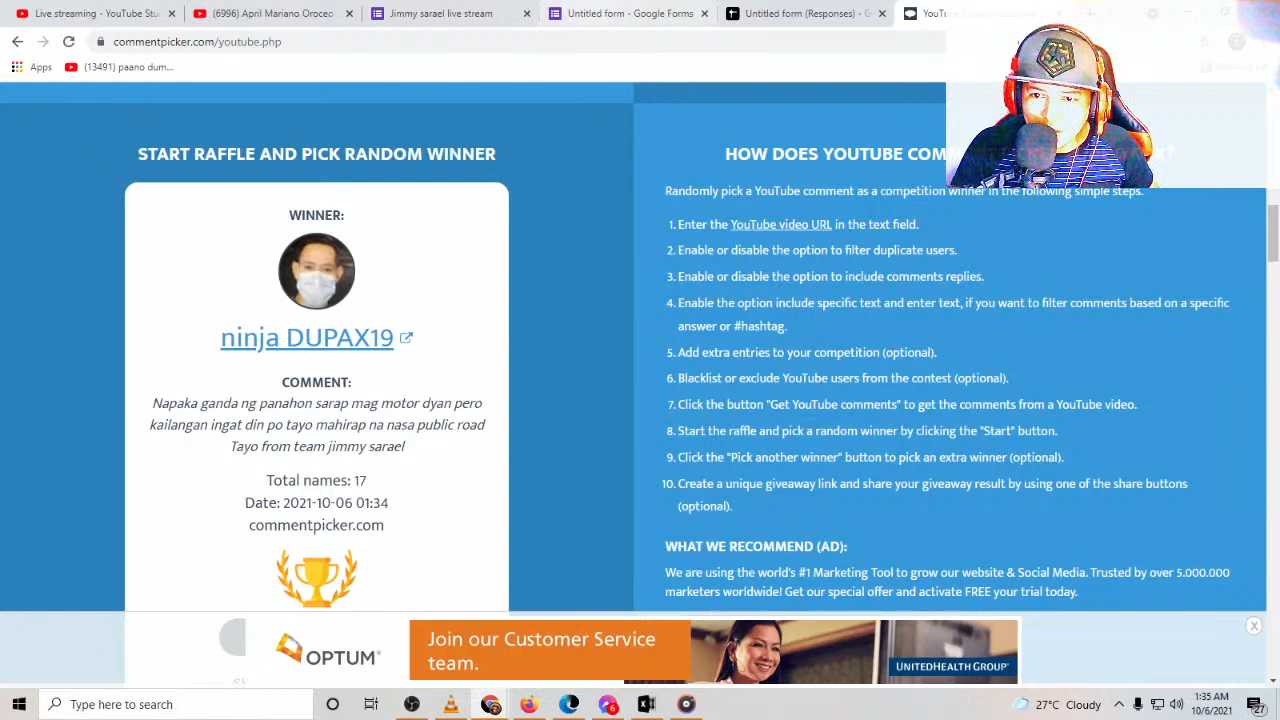 Live streaming - YouTube Stu
(6996) April Manano Orceo
Jimmy sarael live stream
Untitled form - Google Forms
Untitled form (Responses) - G
commentpicker.com/youtube.php
Apps
(13491) paano dum...
START RAFFLE AND PICK RANDOM WINNER
WINNER:
ninja DUPAX19
COMMENT:
Napaka ganda ng panahon sarap mag motor dyan pero
kailangan ingat din po tayo mahirap na nasa public road
Tayo from team jimmy sarael
Total names: 17
Date: 2021-10-06 01:34
commentpicker.com
HOW DOES YOUTUBE COM
Randomly pick a YouTube comment as a competition winner in the following simple steps.
1. Enter the YouTube video URL in the text field.
2. Enable or disable the option to filter duplicate users.
3. Enable or disable the option to include comments replies.
4. Enable the option include specific text and enter text, if you want to filter comments based on a specific
answer or #hashtag.
5. Add extra entries to your competition (optional).
6. Blacklist or exclude YouTube users from the contest (optional).
7. Click the button "Get YouTube comments" to get the comments from a YouTube video.
8. Start the raffle and pick a random winner by clicking the "Start" button.
9. Click the "Pick another winner" button to pick an extra winner (optional).
10. Create a unique giveaway link and share your giveaway result by using one of the share buttons
(optional).
WHAT WE RECOMMEND (AD):
We are using the world's #1 Marketing Tool to grow our website & Social Media. Trusted by over 5.000.000
marketers worldwide! Get our special offer and activate FREE your trial today.
OPTUM
Join our Customer Service
team.
UNITEDHEALTH GROUP
X
Type here to search
27°C Cloudy
1:35 AM
10/6/2021
27